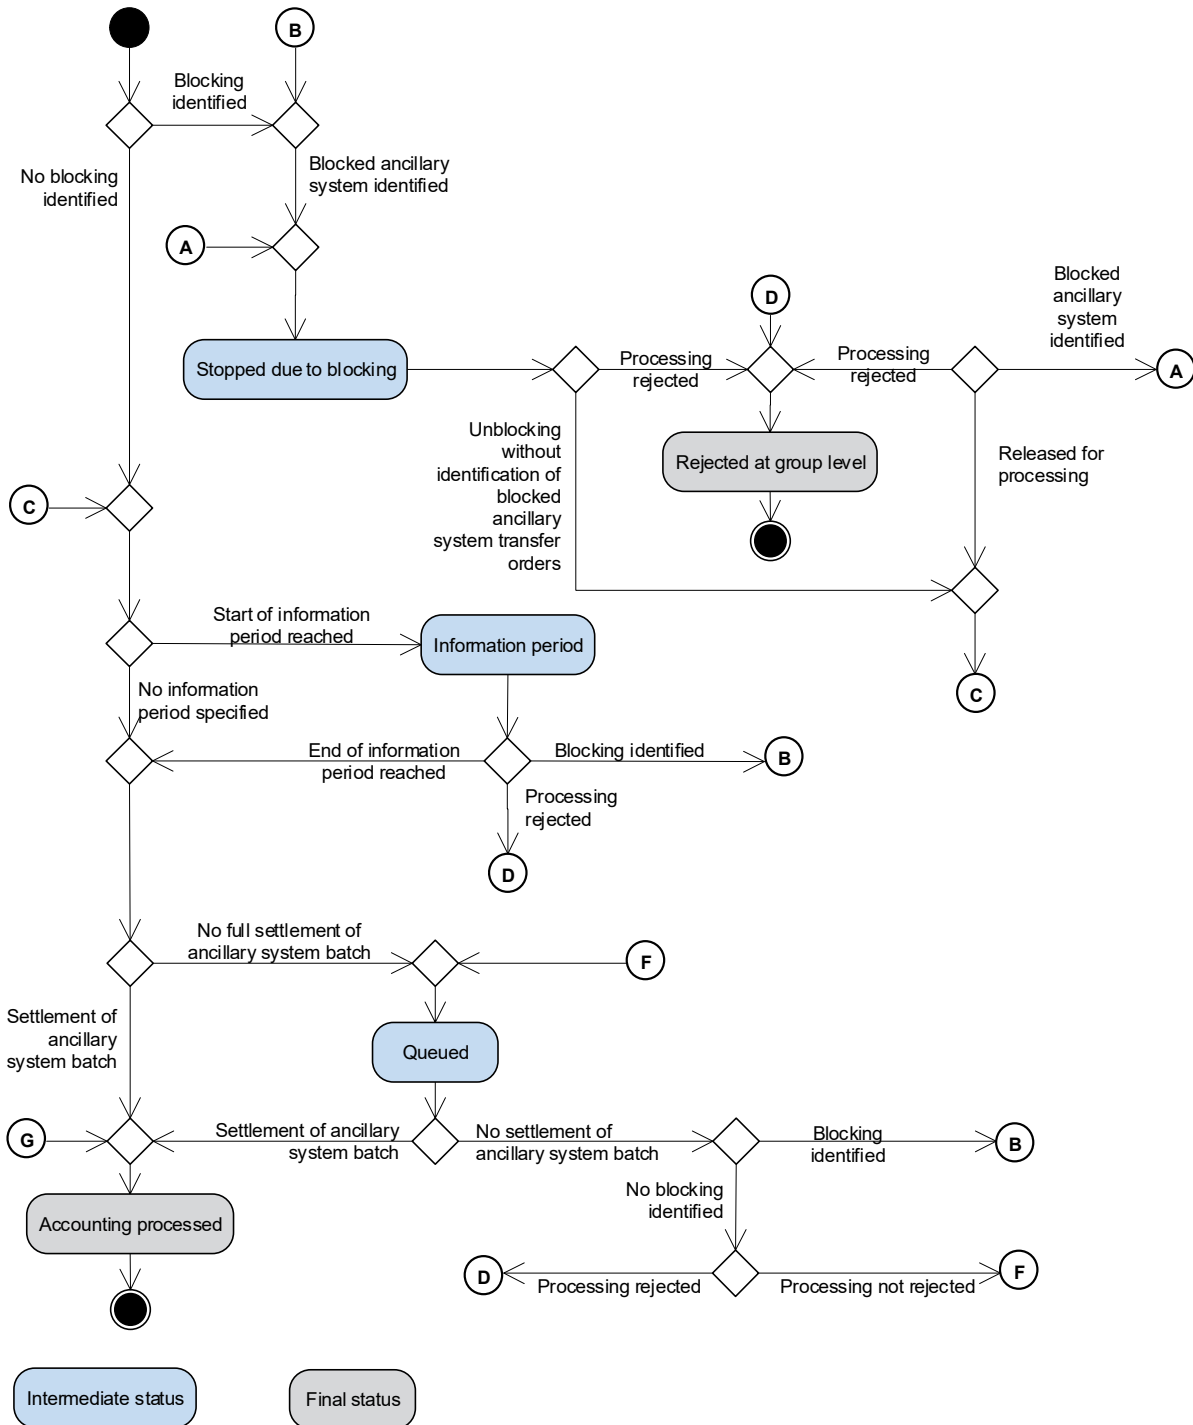 B
Blocking
identified
No blocking
identified
Blocked ancillary
system identified
A
Stopped due to blocking
D
Processing
rejected
Processing
rejected
Blocked
ancillary
system
identified
A
Unblocking
without
identification of
blocked
ancillary
system transfer
orders
Rejected at group level
Released for
processing
C
Start of information
period reached
Information period
C
No information
period specified
End of information
period reached
Blocking identified
B
Processing
rejected
D
No full settlement of
ancillary system batch
F
Settlement of
ancillary
system batch
Queued
G
Settlement of ancillary
system batch
No settlement of
ancillary system batch
Blocking
identified
B
No blocking
identified
Accounting processed
D
Processing rejected
Processing not rejected
F
Intermediate status
Final status